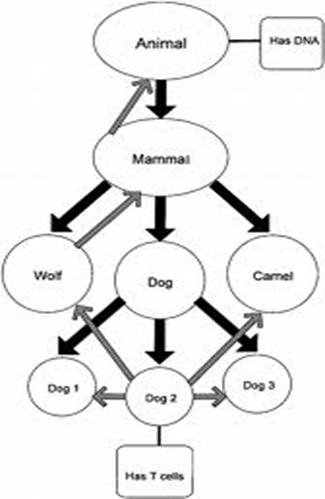 Animal
Has DNA
Mammal
Wolf
Dog
Camel
Dog 1
Dog 2
Dog 3
Has T cells